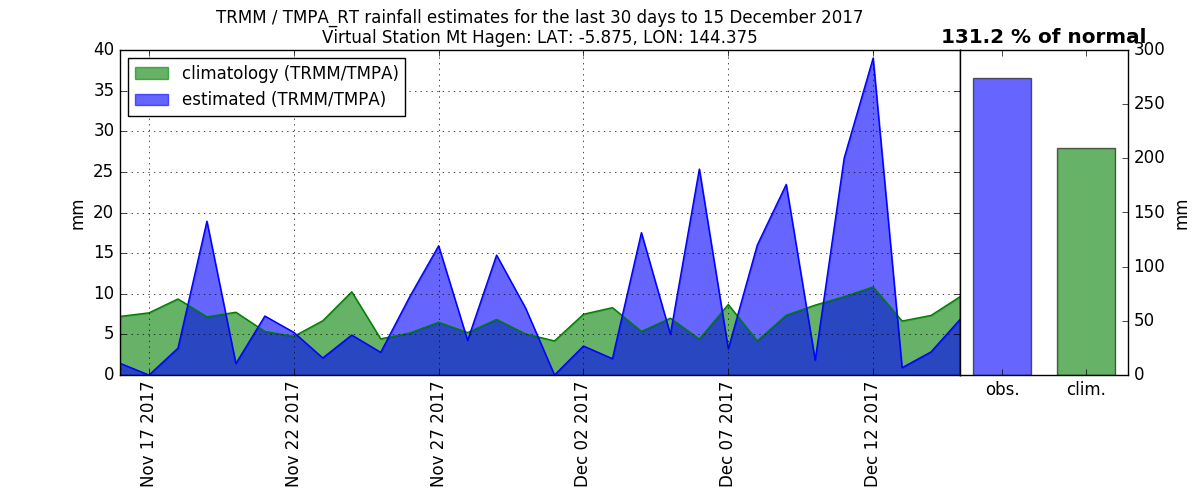 TRMM / TMPA_RT rainfall estimates for the last 30 days to 15 December 2017
Virtual Station Mt Hagen: LAT: -5.875, LON: 144.375
131.2 % of normal
climatology (TRMM/TMPA)
estimated (TRMM/TMPA)
40
35
30
25
20
15
10
5
0
mm
Nov 17 2017
Nov 22 2017
Nov 27 2017
Dec 02 2017
Dec 07 2017
Dec 12 2017
obs.
clim.
300
250
200
150
100
50
0
mm